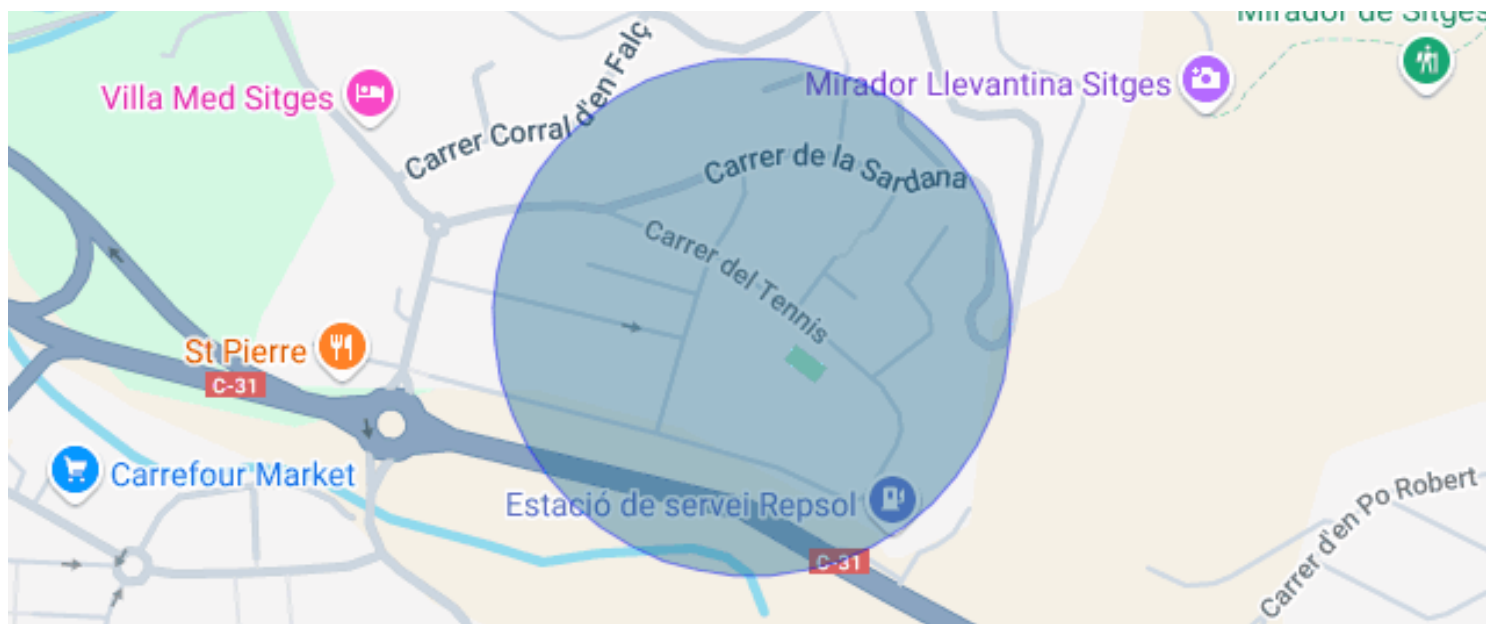 Mirador de Sitges
Villa Med Sitges
Mirador Llevantina Sitges
Carrer Corral d'en Falç
Carrer de la Sardana
Carrer del Tennis
St Pierre
C-31
Carrefour Market
Estació de servei Repsol
C-31
Carrer d'en Po Robert